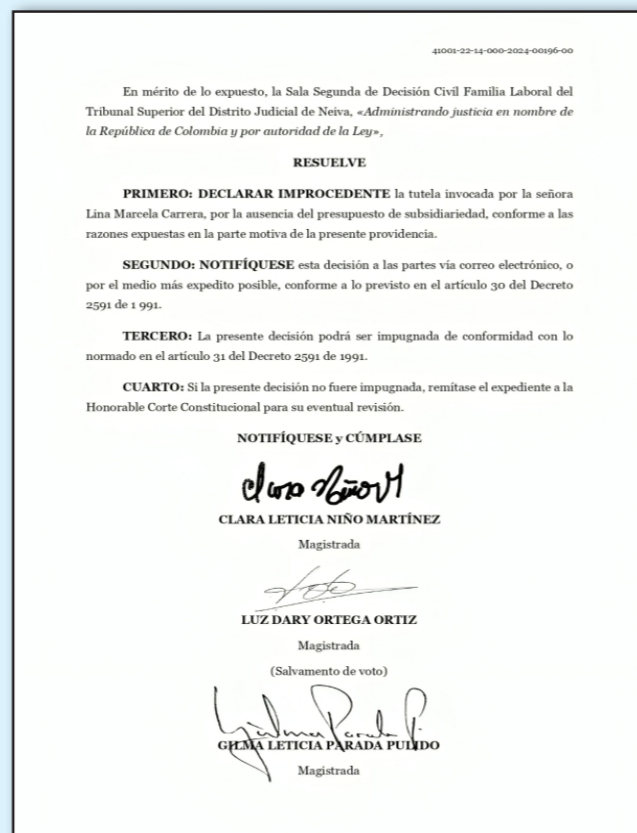 41001-22-14-000-2024-00196-00
En mérito de lo expuesto, la Sala Segunda de Decisión Civil Familia Laboral del
Tribunal Superior del Distrito Judicial de Neiva, «Administrando justicia en nombre de
la República de Colombia y por autoridad de la Ley»,
RESUELVE
PRIMERO: DECLARAR IMPROCEDENTE la tutela invocada por la señora
Lina Marcela Carrera, por la ausencia del presupuesto de subsidiariedad, conforme a las
razones expuestas en la parte motiva de la presente providencia.
SEGUNDO: NOTIFÍQUESE esta decisión a las partes vía correo electrónico, o
por el medio más expedito posible, conforme a lo previsto en el artículo 30 del Decreto
2591 de 1 991.
TERCERO: La presente decisión podrá ser impugnada de conformidad con lo
normado en el artículo 31 del Decreto 2591 de 1991.
CUARTO: Si la presente decisión no fuere impugnada, remítase el expediente a la
Honorable Corte Constitucional para su eventual revisión.
NOTIFÍQUESE y CÚMPLASE
Clara Niño M
CLARA LETICIA NIÑO MARTÍNEZ
Magistrada
LUZ DARY ORTEGA ORTIZ
Magistrada
(Salvamento de voto)
Gilma Parada P.
GILMA LETICIA PARADA PULIDO
Magistrada